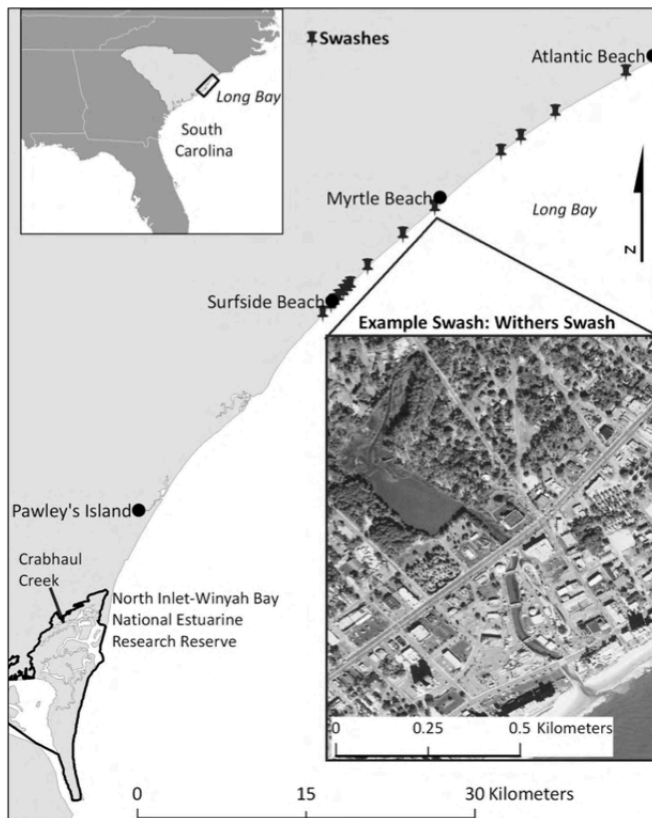 Swashes
Atlantic Beach
Long Bay
South
Carolina
Myrtle Beach
Long Bay
N
Surfside Beach
Example Swash: Withers Swash
Pawley's Island
Crabhaul
Creek
North Inlet-Winyah Bay
National Estuarine
Research Reserve
0 0.25 0.5 Kilometers
0 15 30 Kilometers